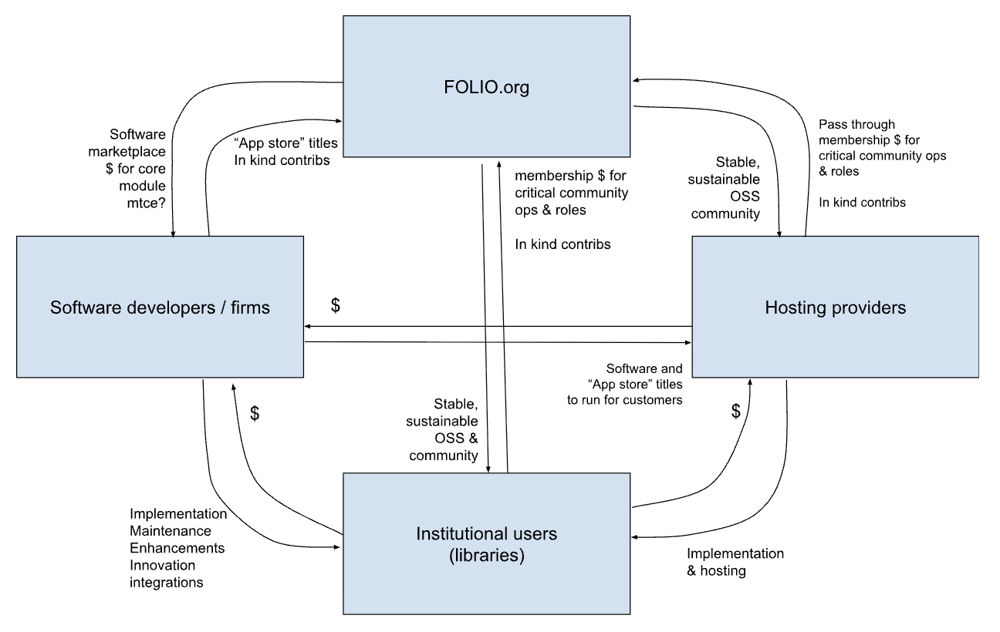 FOLIO.org
Software
marketplace
$ for core
module
mtce?
“App store” titles
In kind contribs
membership $ for
critical community
ops & roles
In kind contribs
Stable,
sustainable
OSS
community
Pass through
membership $ for
critical community ops
& roles
In kind contribs
Software developers / firms
$
Hosting providers
Software and
“App store” titles
to run for customers
$
Stable,
sustainable
OSS &
community
$
Implementation
Maintenance
Enhancements
Innovation
integrations
Institutional users
(libraries)
Implementation
& hosting